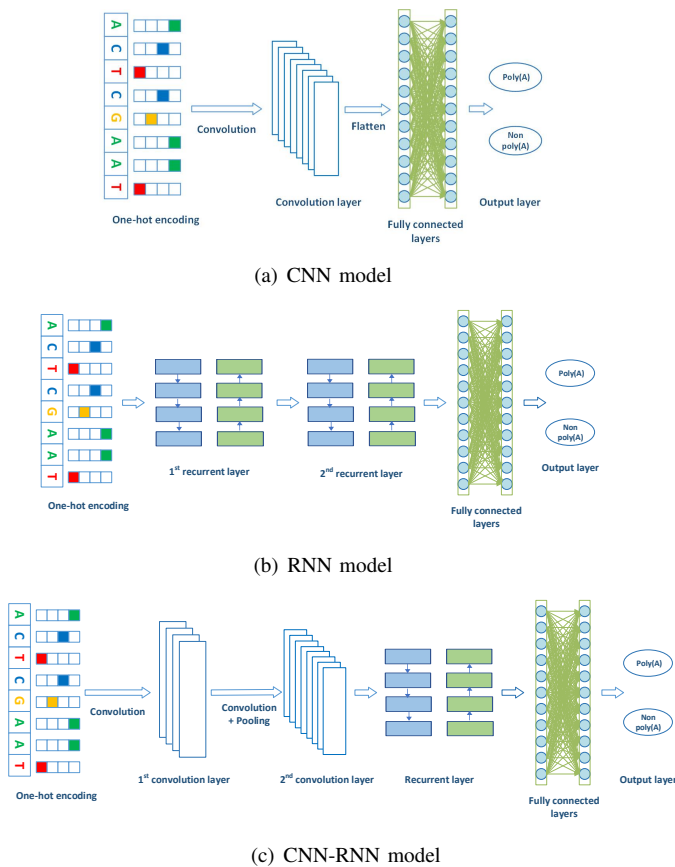 A
C
T
C
G
A
A
T
Convolution
Flatten
Poly(A)
Non
poly(A)
One-hot encoding
Convolution layer
Fully connected
layers
Output layer
(a) CNN model
A
C
T
C
G
A
A
T
One-hot encoding
1st recurrent layer
2nd recurrent layer
Fully connected
layers
Poly(A)
Non
poly(A)
Output layer
(b) RNN model
A
C
T
C
G
A
A
T
One-hot encoding
Convolution
1st convolution layer
Convolution
+ Pooling
2nd convolution layer
Recurrent layer
Fully connected
layers
Poly(A)
Non
poly(A)
Output layer
(c) CNN-RNN model